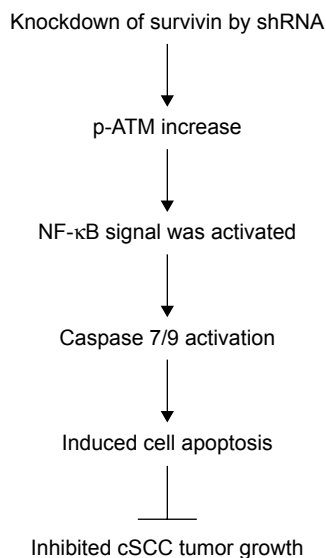 Knockdown of survivin by shRNA
p-ATM increase
NF-κB signal was activated
Caspase 7/9 activation
Induced cell apoptosis
Inhibited cSCC tumor growth